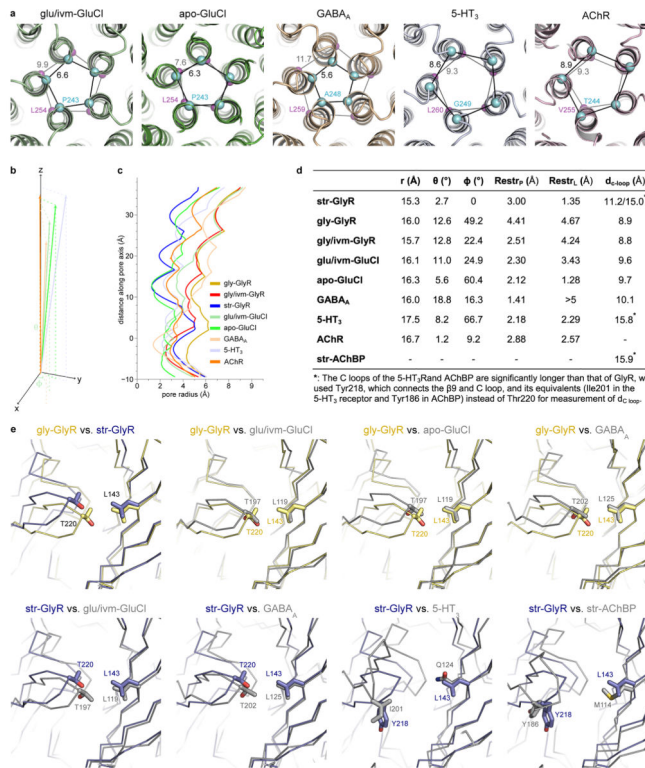 a
glu/ivm-GluCl apo-GluCl GABAA 5-HT3 AChR
9.9 6.6 P243 L254
7.6 6.3 L254 P243
11.7 5.6 A248 L259
8.6 9.3 L260 G249
8.9 9.3 V255 T244
b
z
y
x
θ
c
distance along pore axis (Å)
30
20
10
0
−10
1 3 5 7 9
pore radius (Å)
gly-GlyR
gly/ivm-GlyR
str-GlyR
glu/ivm-GluCl
apo-GluCl
GABAA
5-HT3
AChR
d
r (Å) θ (°) ϕ (°) RestrP (Å) RestrL (Å) dc-loop (Å)
str-GlyR 15.3 2.7 0 3.00 1.35 11.2/15.0*
gly-GlyR 16.0 12.6 49.2 4.41 4.67 8.9
gly/ivm-GlyR 15.7 12.8 22.4 2.51 4.24 8.8
glu/ivm-GluCl 16.1 11.0 24.9 2.30 3.43 9.6
apo-GluCl 16.3 5.6 60.4 2.12 1.28 9.7
GABAA 16.0 18.8 16.3 1.41 >5 10.1
5-HT3 17.5 8.2 66.7 2.18 2.29 15.8*
AChR 16.7 1.2 9.2 2.88 2.57 -
str-AChBP - - - - - 15.9*
*: The C loops of the 5-HT3Rand AChBP are significantly longer than that of GlyR, w
used Tyr218, which connects the β9 and C loop, and its equivalents (Ile201 in the
5-HT3 receptor and Tyr186 in AChBP) instead of Thr220 for measurement of dC loop.
e
gly-GlyR vs. str-GlyR gly-GlyR vs. glu/ivm-GluCl gly-GlyR vs. apo-GluCl gly-GlyR vs. GABAA
L143 T220
T197 L119 L143 T220
T197 L119 L143 T220
T202 L125 L143 T220
str-GlyR vs. glu/ivm-GluCl str-GlyR vs. GABAA str-GlyR vs. 5-HT str-GlyR vs. str-AChBP
T220 L143 L119 T197
T220 L143 L125 T202
Q124 L143 I201 Y218
L143 M114 Y186 Y218